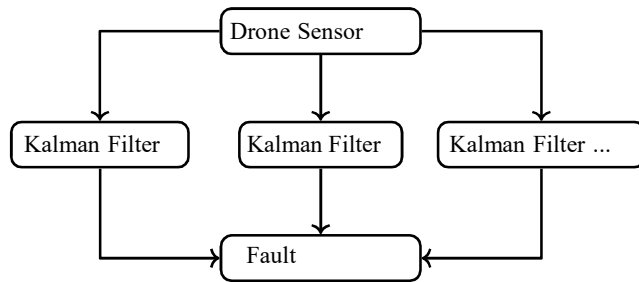 Drone Sensor
Kalman Filter
Kalman Filter
Kalman Filter ...
Fault